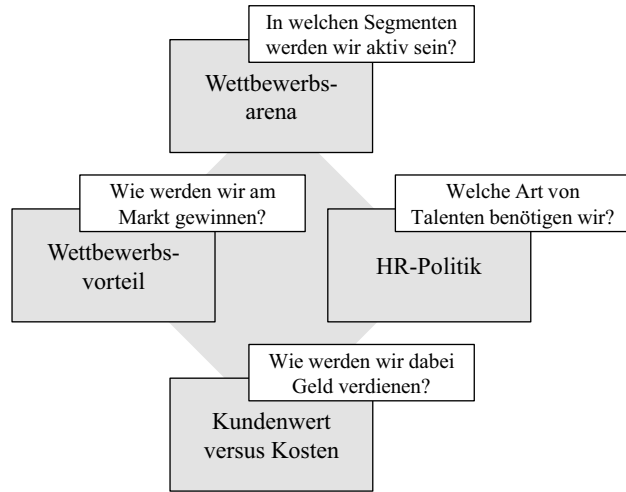 In welchen Segmenten
werden wir aktiv sein?
Wettbewerbs-
arena
Wie werden wir am
Markt gewinnen?
Wettbewerbs-
vorteil
Welche Art von
Talenten benötigen wir?
HR-Politik
Wie werden wir dabei
Geld verdienen?
Kundenwert
versus Kosten